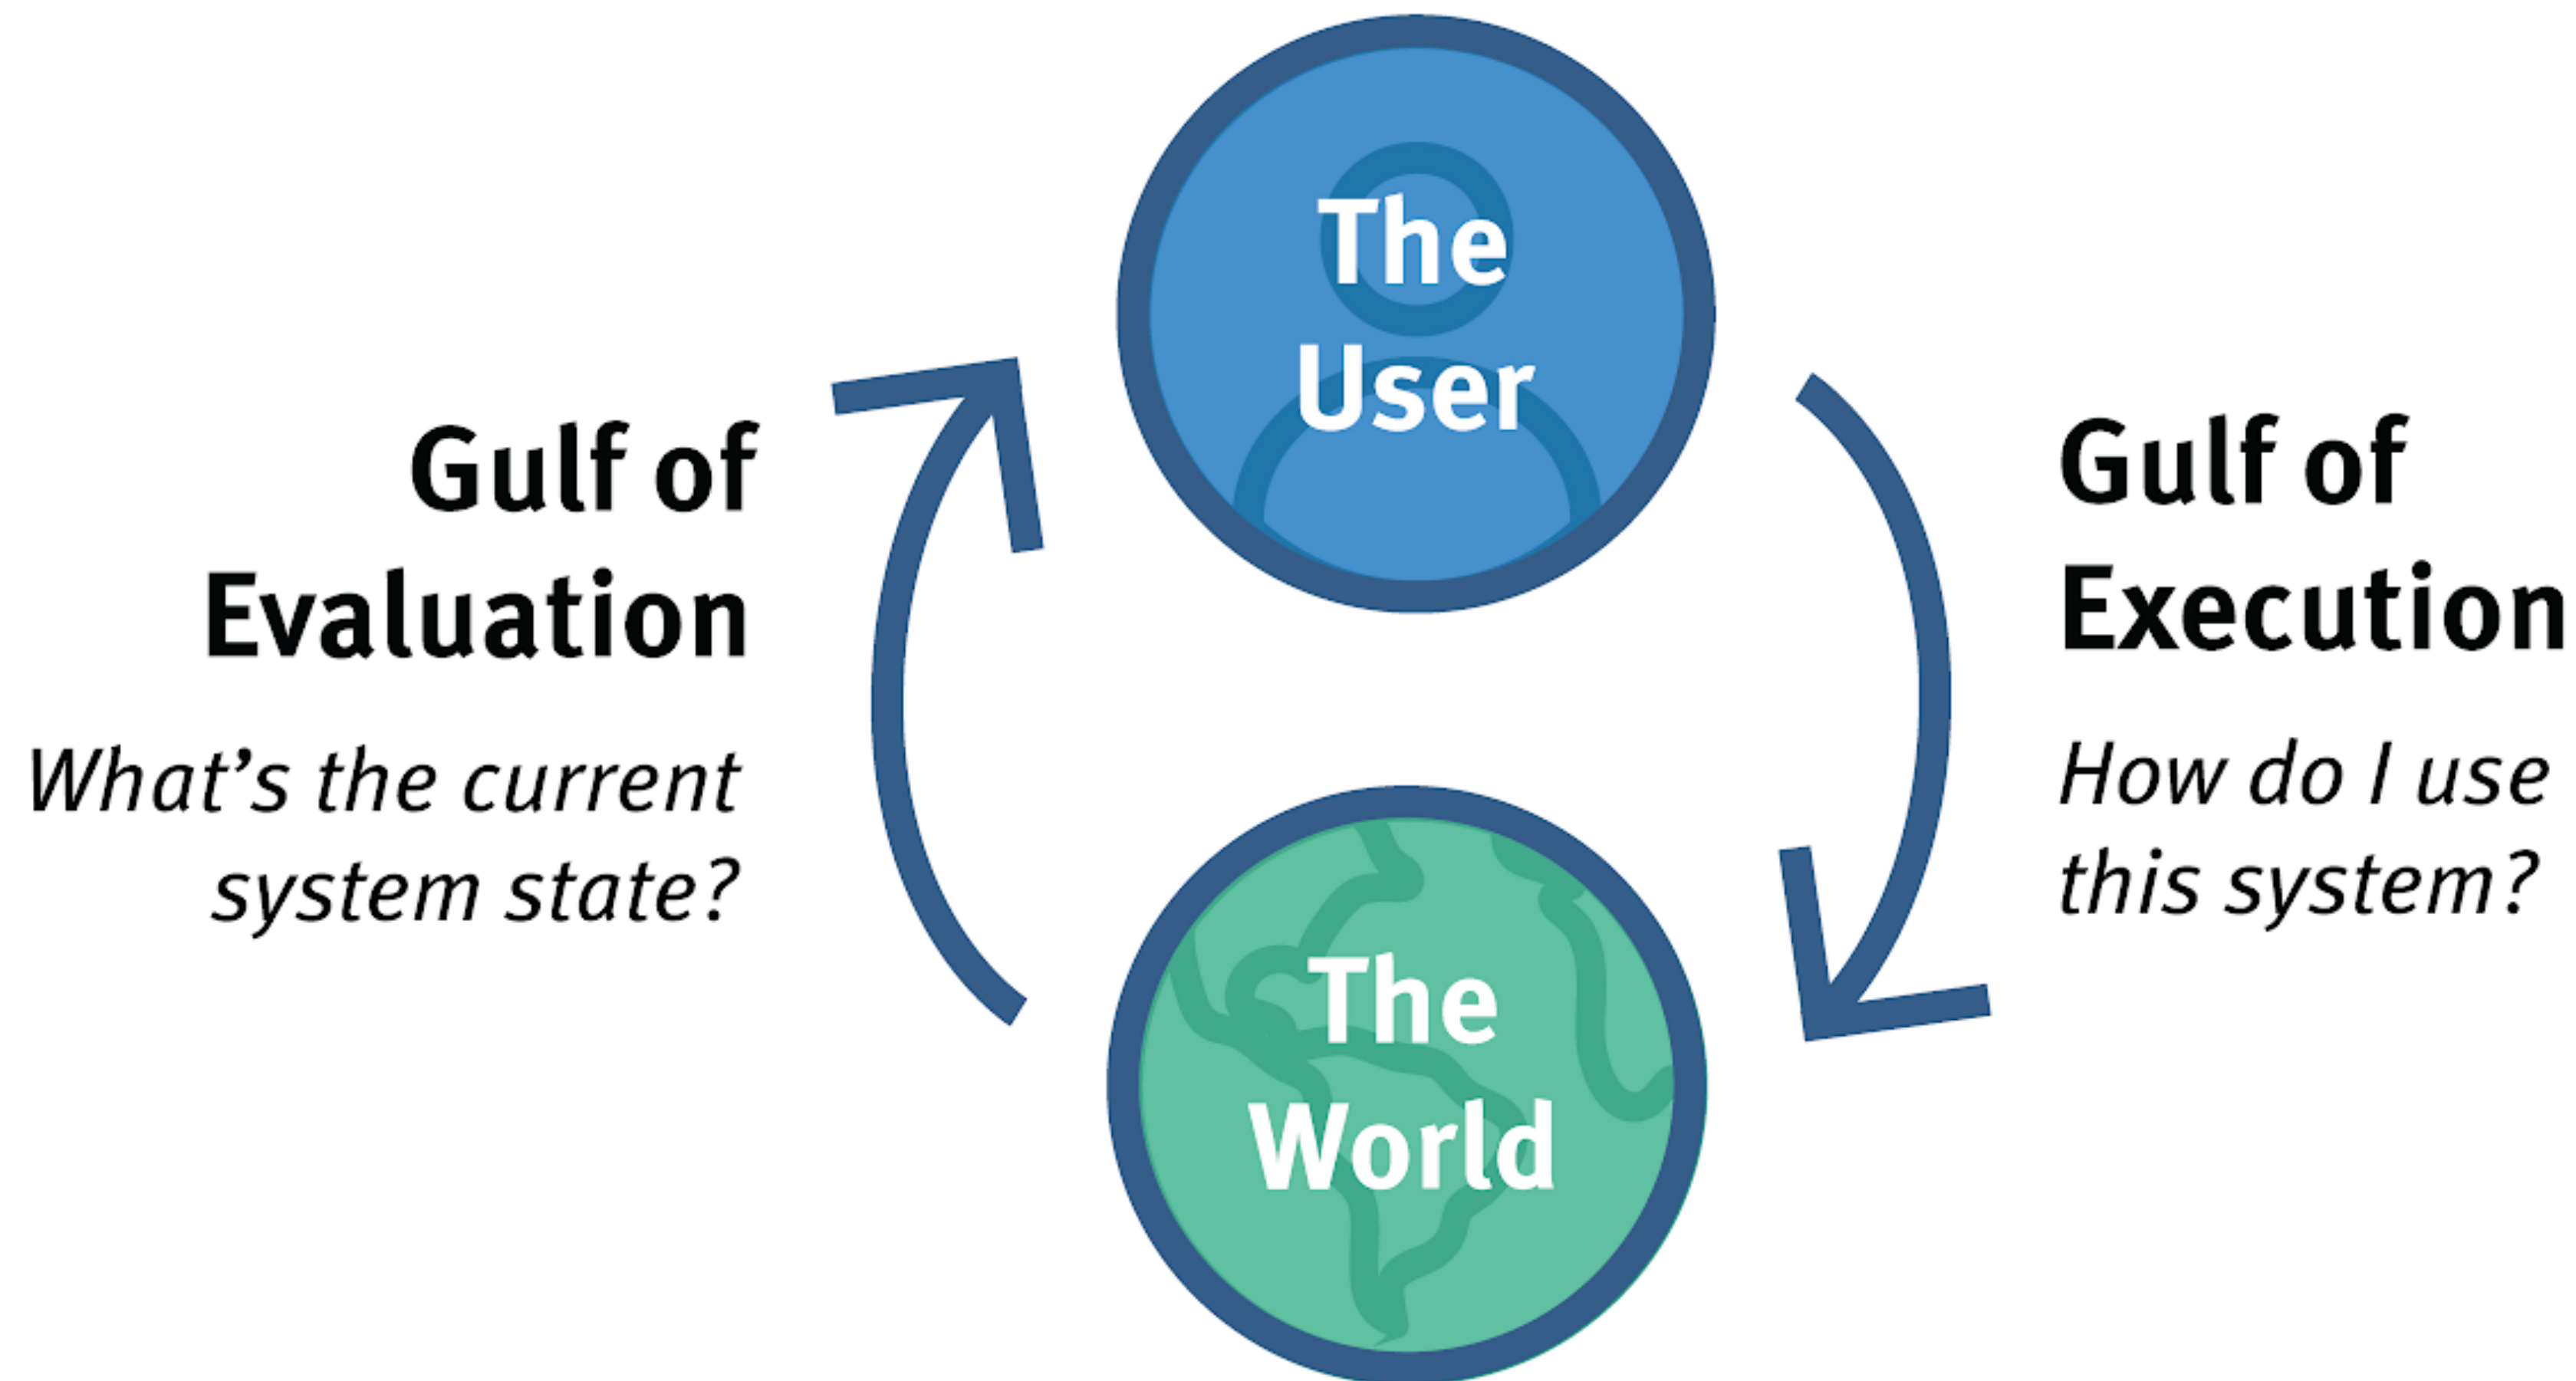 The
User
Gulf of
Evaluation
What’s the current
system state?
Gulf of
Execution
How do I use
this system?
The
World